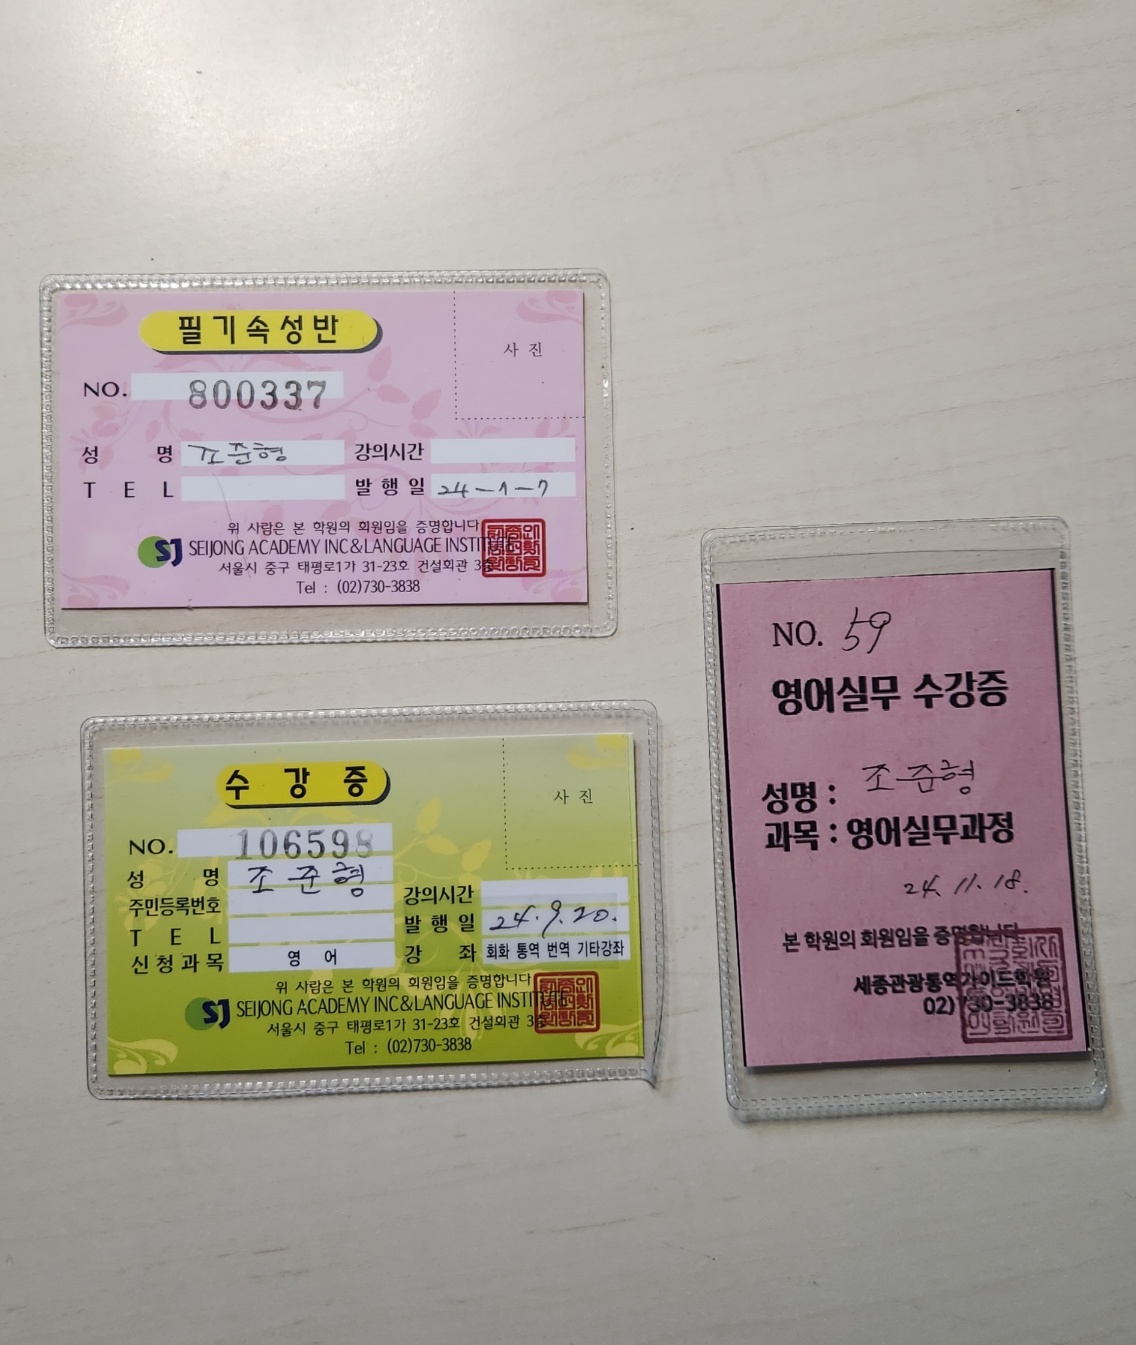 필기속성반
사 진
NO. 800337
성 명 조준형 강의시간
T E L 발 행 일 24-1-7
위 사람은 본 학원의 회원임을 증명합니다
SJ SEIJONG ACADEMY INC&LANGUAGE INSTITUTE
서울시 중구 태평로1가 31-23호 건설회관 3층
Tel : (02)730-3838
수 강 증
사 진
NO. 106598
성 명 조준형
주민등록번호 강의시간
T E L 발 행 일 24.9.20.
신청과목 영 어 강 좌 회화 통역 번역 기타강좌
위 사람은 본 학원의 회원임을 증명합니다
SJ SEIJONG ACADEMY INC&LANGUAGE INSTITUTE
서울시 중구 태평로1가 31-23호 건설회관 3층
Tel : (02)730-3838
NO. 59
영어실무 수강증
성명 : 조준형
과목 : 영어실무과정
24. 11. 18.
본 학원의 회원임을 증명합니다
세종관광통역가이드학원
02) 730-3838